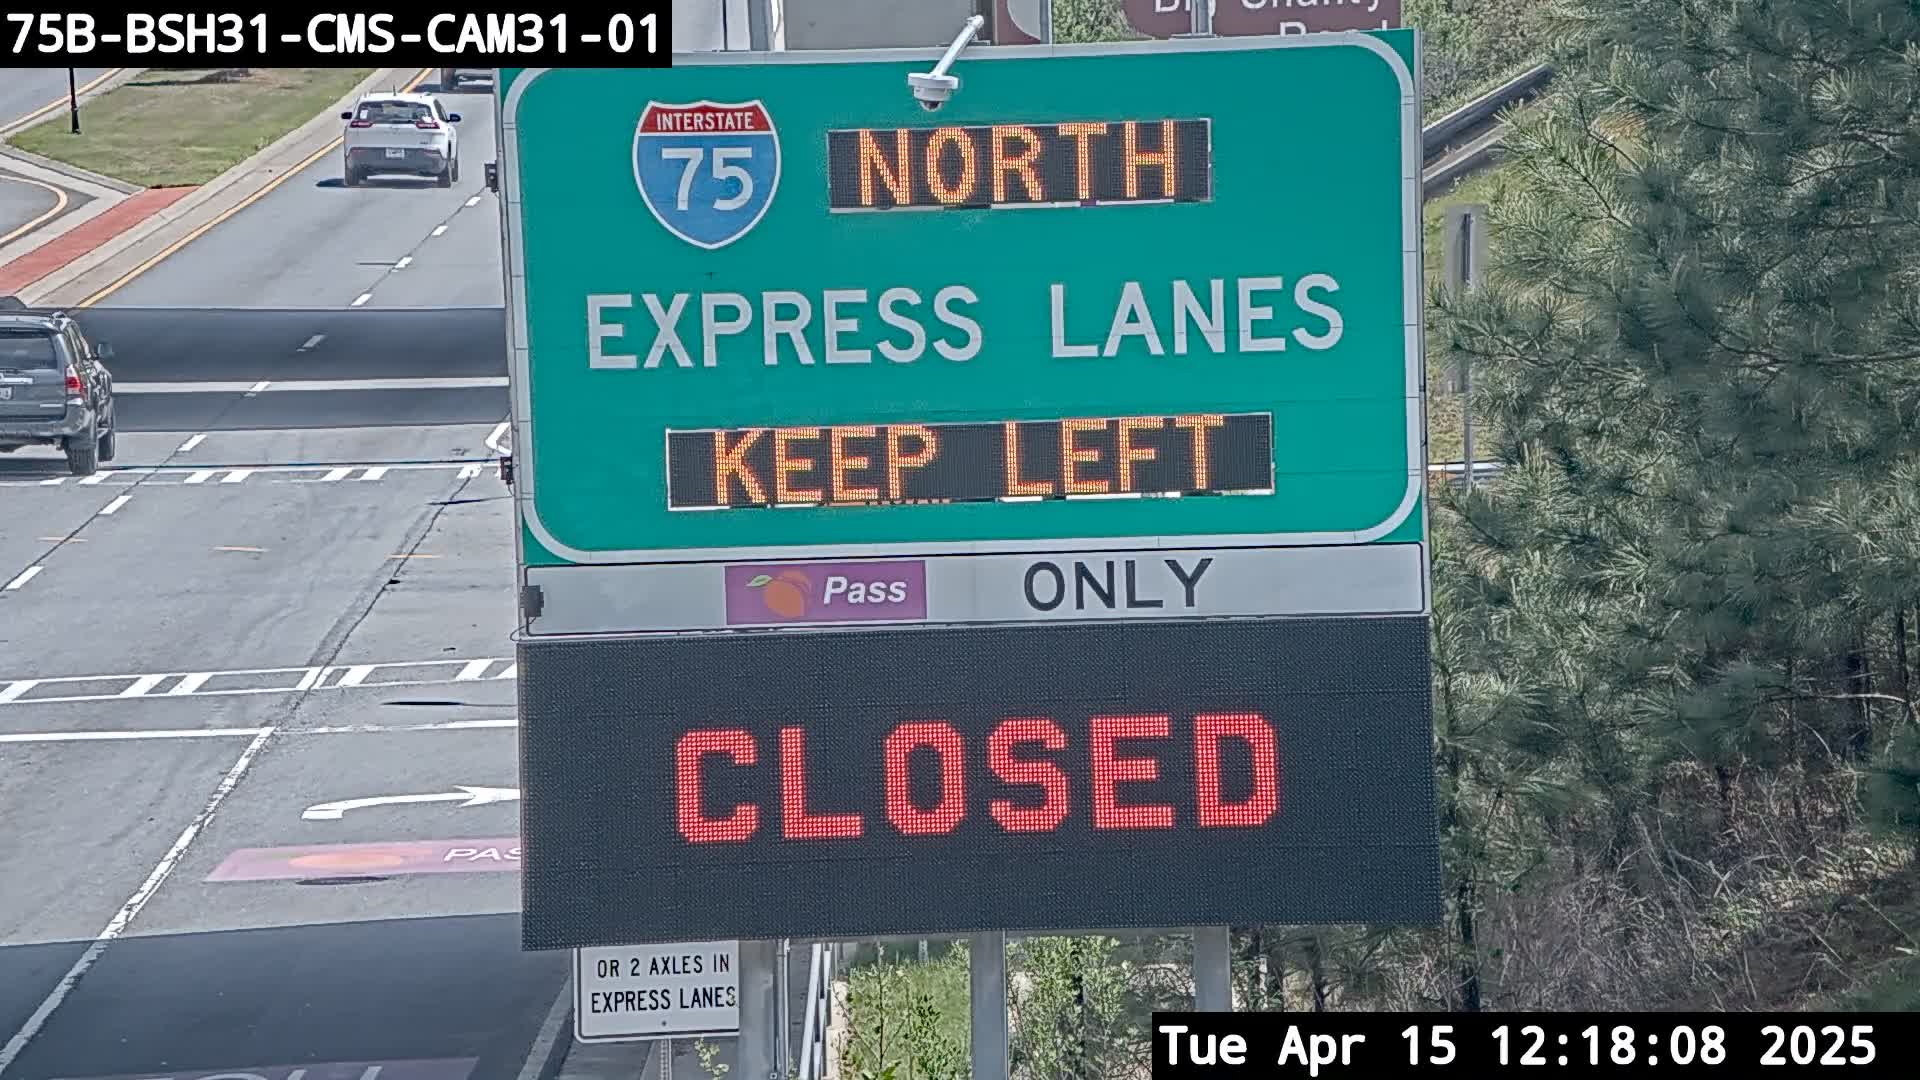 75B-BSH31-CMS-CAM31-01
INTERSTATE
75
NORTH
EXPRESS LANES
KEEP LEFT
Pass ONLY
CLOSED
OR 2 AXLES IN
EXPRESS LANES
Tue Apr 15 12:18:08 2025